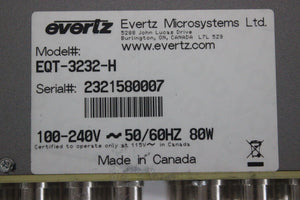 evertz
Evertz Microsystems Ltd.
5288 John Lucas Drive
Burlington, ON, CANADA L7L 5Z9
www.evertz.com
Model#:
EQT-3232-H
Serial#: 2321580007
100-240V ~ 50/60HZ 80W
Certified to operate only at 115V~ in Canada
Made in Canada